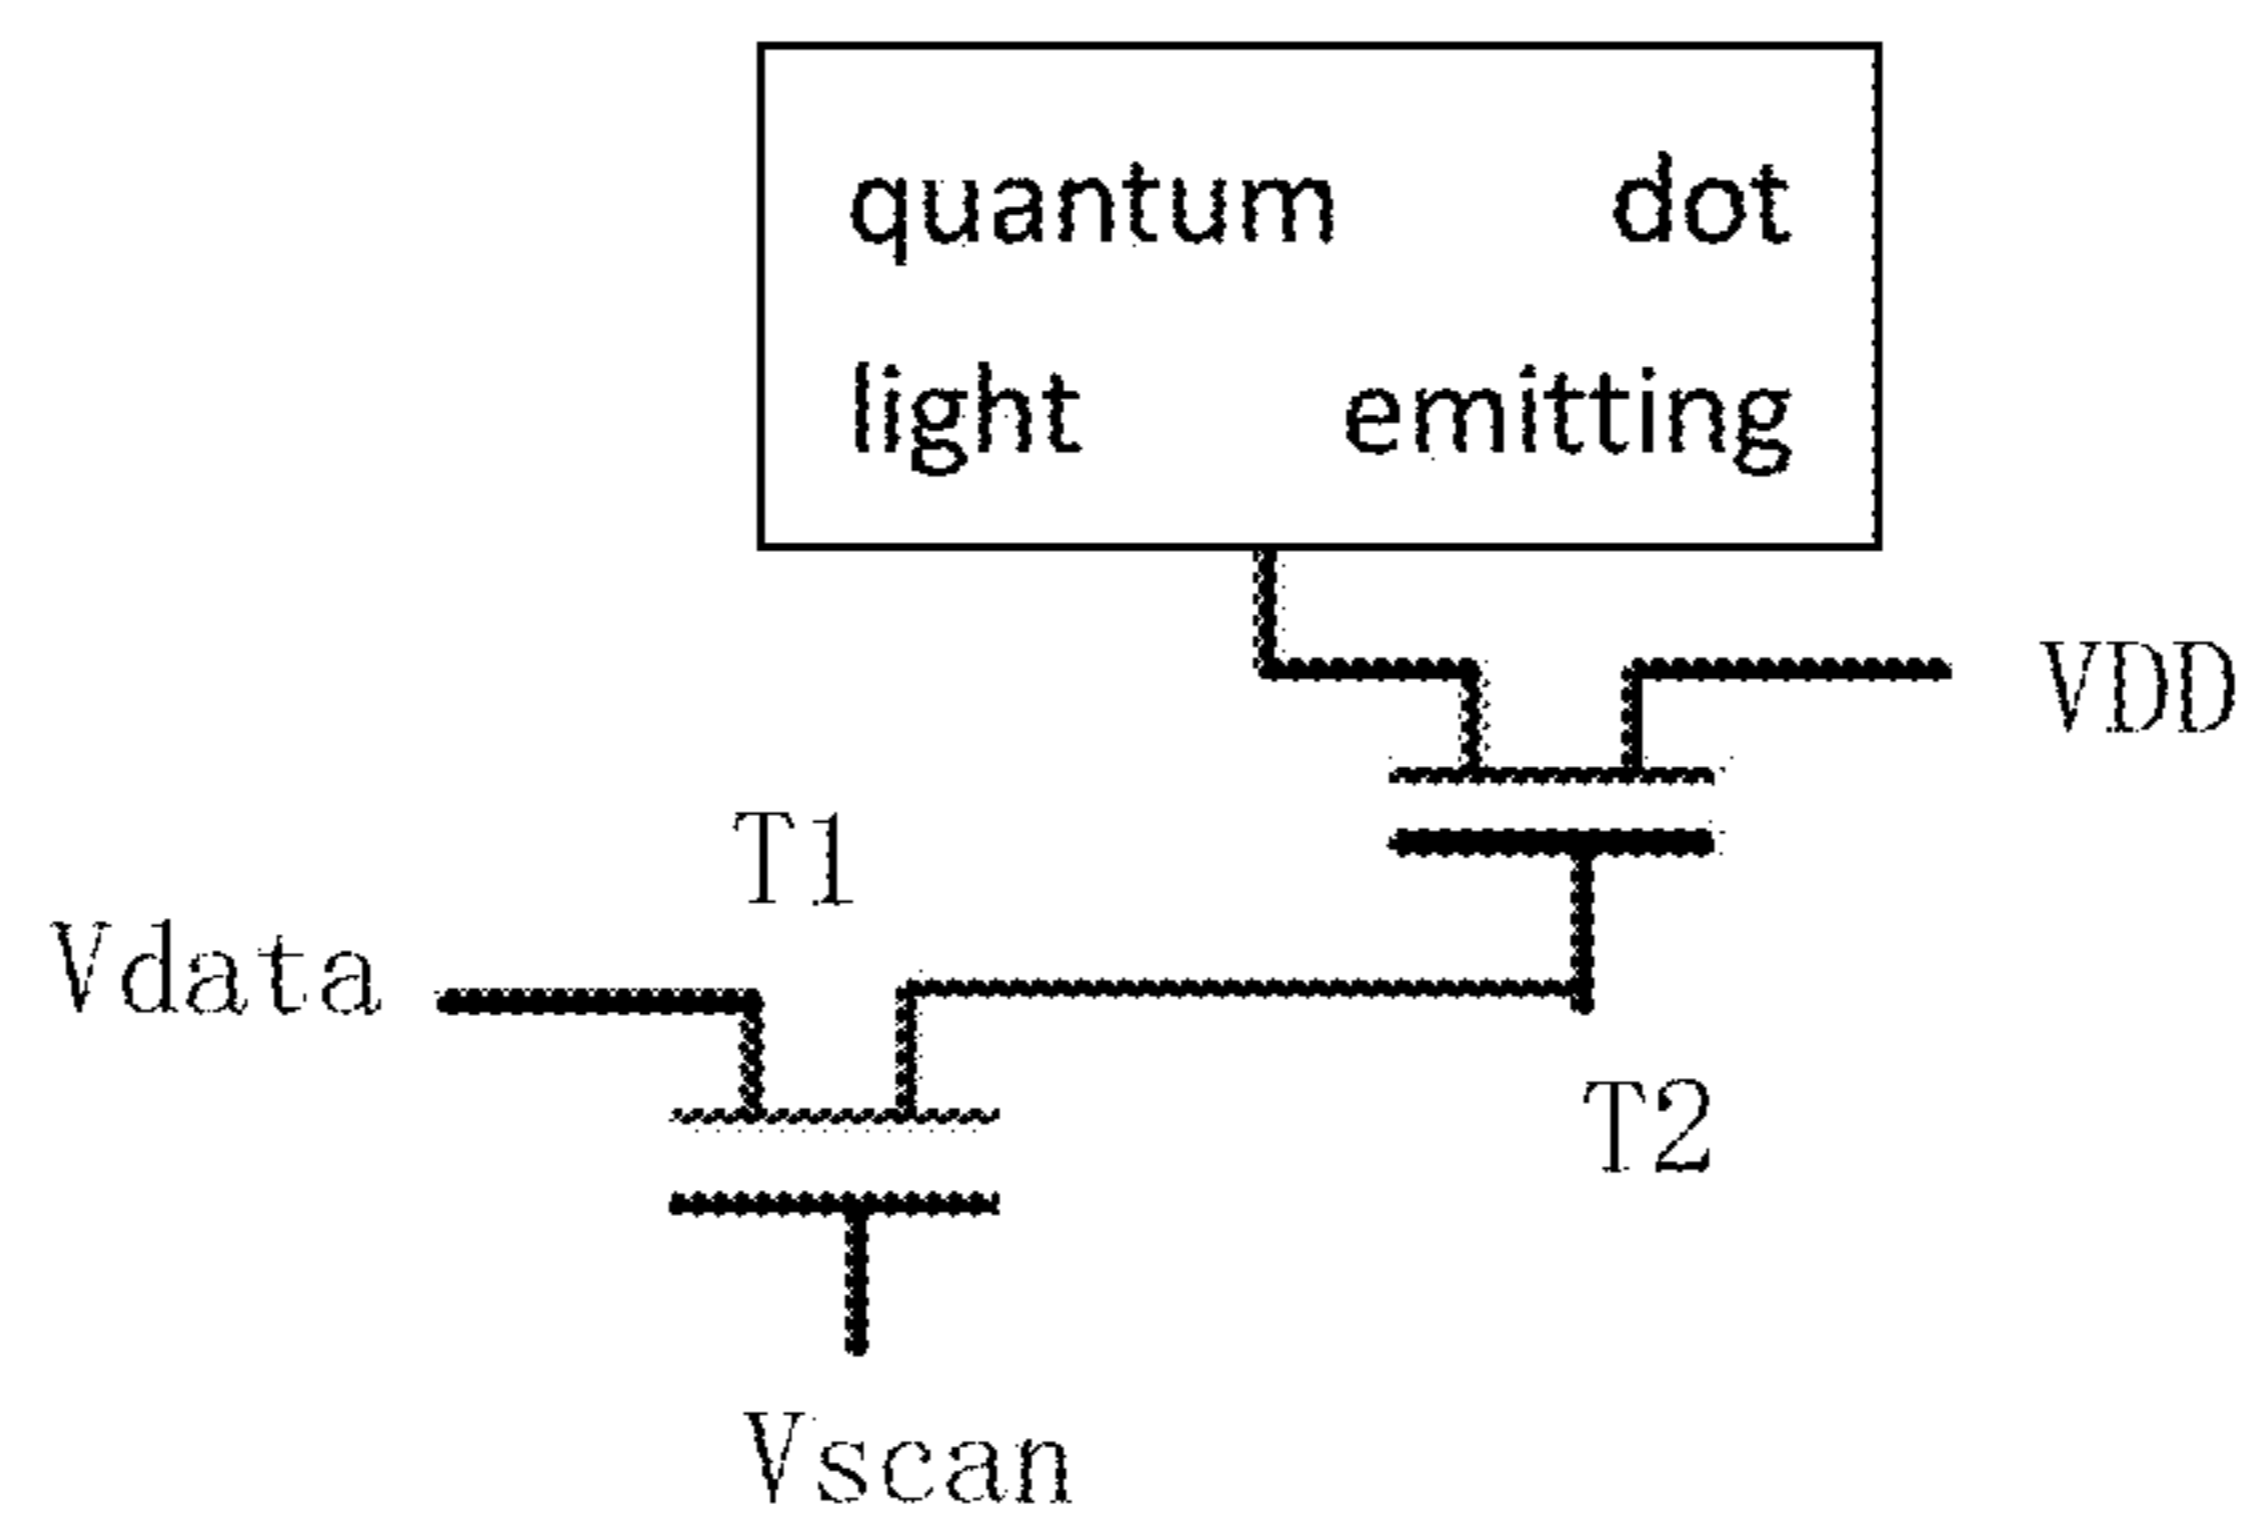 quantum dot
light emitting
VDD
T1
Vdata
T2
Vscan